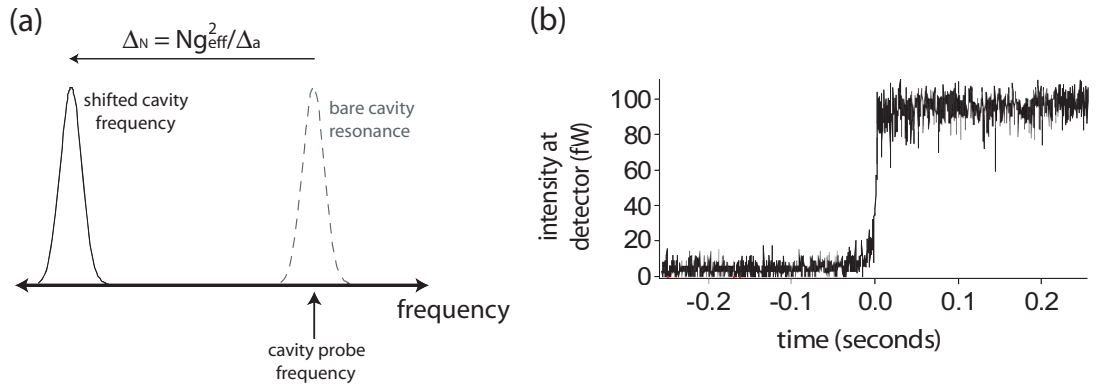 (a)
Δ_N = Ng²_eff/Δ_a
shifted cavity
frequency
bare cavity
resonance
frequency
cavity probe
frequency
(b)
intensity at
detector (fW)
100
80
60
40
20
0
-0.2 -0.1 0.0 0.1 0.2
time (seconds)